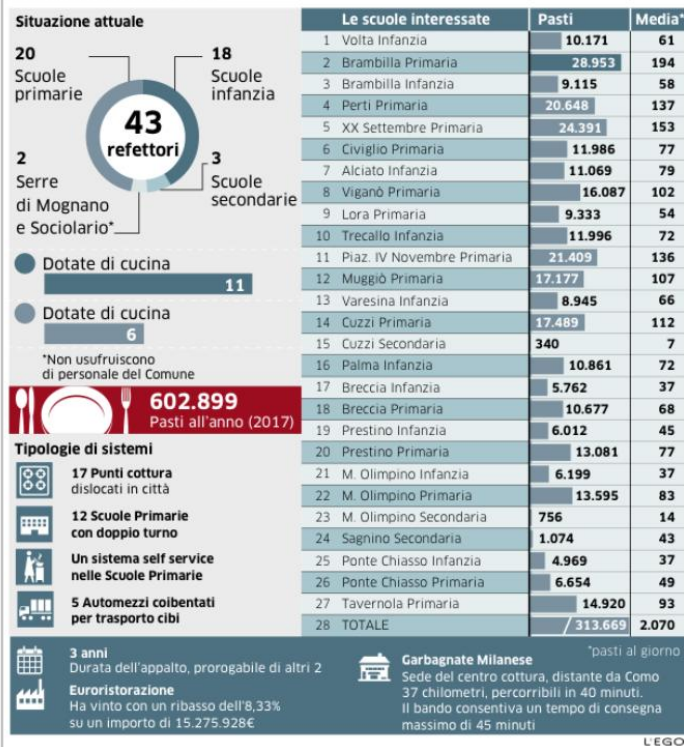 Situazione attuale
20
Scuole
primarie
18
Scuole
infanzia
43
refettori
2
Serre
di Mognano
e Sociolario*
3
Scuole
secondarie
Dotate di cucina
11
Dotate di cucina
6
*Non usufruiscono
di personale del Comune
602.899
Pasti all'anno (2017)
Tipologie di sistemi
17 Punti cottura
dislocati in città
12 Scuole Primarie
con doppio turno
Un sistema self service
nelle Scuole Primarie
5 Automezzi coibentati
per trasporto cibi
Le scuole interessate Pasti Media*
1 Volta Infanzia 10.171 61
2 Brambilla Primaria 28.953 194
3 Brambilla Infanzia 9.115 58
4 Perti Primaria 20.648 137
5 XX Settembre Primaria 24.391 153
6 Civiglio Primaria 11.986 77
7 Alciato Infanzia 11.069 79
8 Viganò Primaria 16.087 102
9 Lora Primaria 9.333 54
10 Trecallo Infanzia 11.996 72
11 Piaz. IV Novembre Primaria 21.409 136
12 Muggiò Primaria 17.177 107
13 Varesina Infanzia 8.945 66
14 Cuzzi Primaria 17.489 112
15 Cuzzi Secondaria 340 7
16 Palma Infanzia 10.861 72
17 Breccia Infanzia 5.762 37
18 Breccia Primaria 10.677 68
19 Prestino Infanzia 6.012 45
20 Prestino Primaria 13.081 77
21 M. Olimpino Infanzia 6.199 37
22 M. Olimpino Primaria 13.595 83
23 M. Olimpino Secondaria 756 14
24 Sagnino Secondaria 1.074 43
25 Ponte Chiasso Infanzia 4.969 37
26 Ponte Chiasso Primaria 6.654 49
27 Tavernola Primaria 14.920 93
28 TOTALE 313.669 2.070
*pasti al giorno
3 anni
Durata dell'appalto, prorogabile di altri 2
Euroristorazione
Ha vinto con un ribasso dell'8,33%
su un importo di 15.275.928€
Garbagnate Milanese
Sede del centro cottura, distante da Como
37 chilometri, percorribili in 40 minuti.
Il bando consentiva un tempo di consegna
massimo di 45 minuti
L'EGO